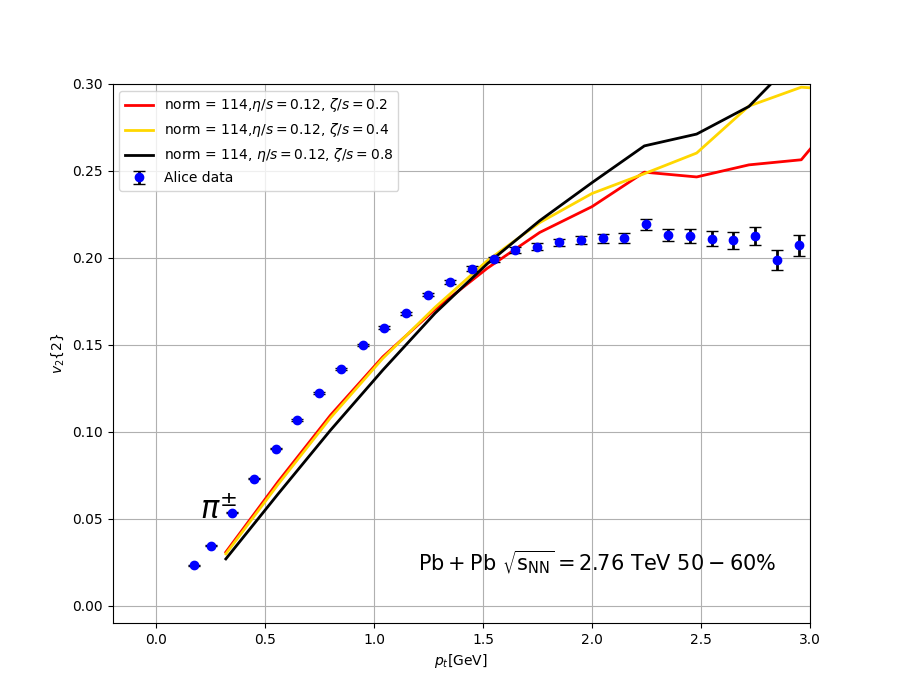 norm = 114,η/s = 0.12, ζ/s = 0.2
norm = 114,η/s = 0.12, ζ/s = 0.4
norm = 114, η/s = 0.12, ζ/s = 0.8
Alice data
0.30
0.25
0.20
0.15
0.10
0.05
0.00
v₂{2}
π±
Pb + Pb √sNN = 2.76 TeV 50 − 60%
0.0 0.5 1.0 1.5 2.0 2.5 3.0
pₜ[GeV]